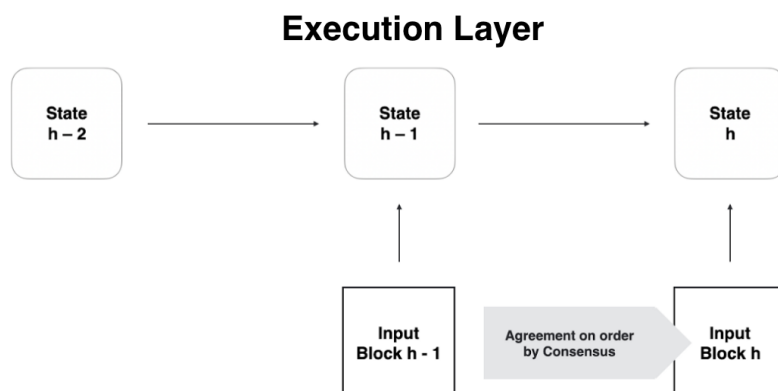 Execution Layer
State
h – 2
State
h – 1
State
h
Input
Block h - 1
Agreement on order
by Consensus
Input
Block h